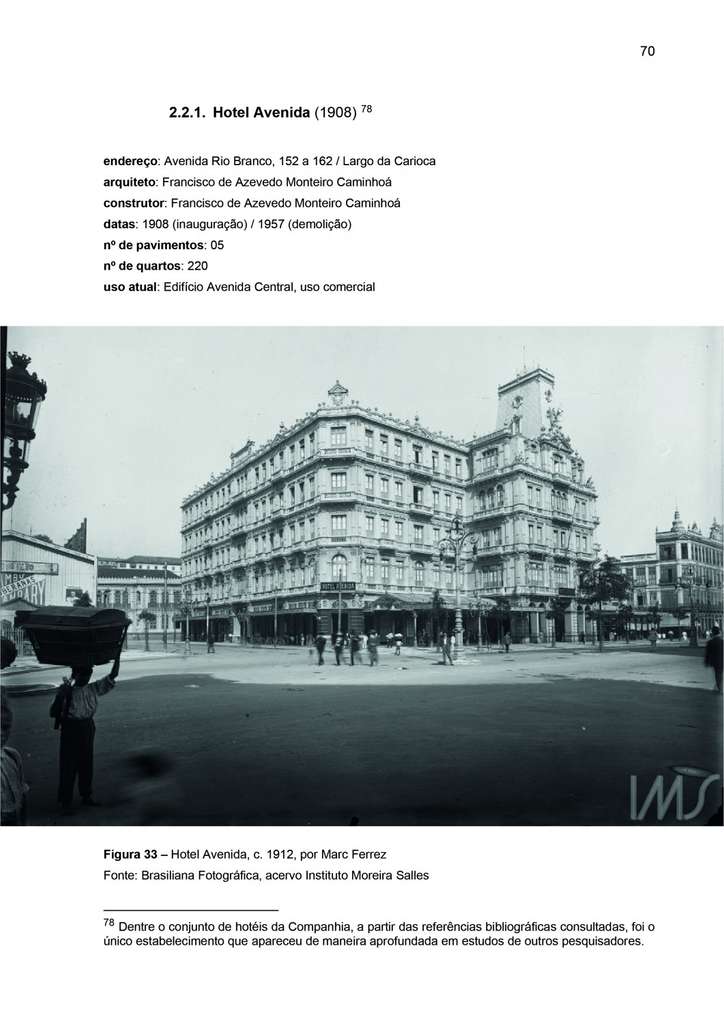 70
2.2.1. Hotel Avenida (1908) 78
endereço: Avenida Rio Branco, 152 a 162 / Largo da Carioca
arquiteto: Francisco de Azevedo Monteiro Caminhoá
construtor: Francisco de Azevedo Monteiro Caminhoá
datas: 1908 (inauguração) / 1957 (demolição)
nº de pavimentos: 05
nº de quartos: 220
uso atual: Edifício Avenida Central, uso comercial
HOTEL AVENIDA
IMS
Figura 33 – Hotel Avenida, c. 1912, por Marc Ferrez
Fonte: Brasiliana Fotográfica, acervo Instituto Moreira Salles
78 Dentre o conjunto de hotéis da Companhia, a partir das referências bibliográficas consultadas, foi o
único estabelecimento que apareceu de maneira aprofundada em estudos de outros pesquisadores.